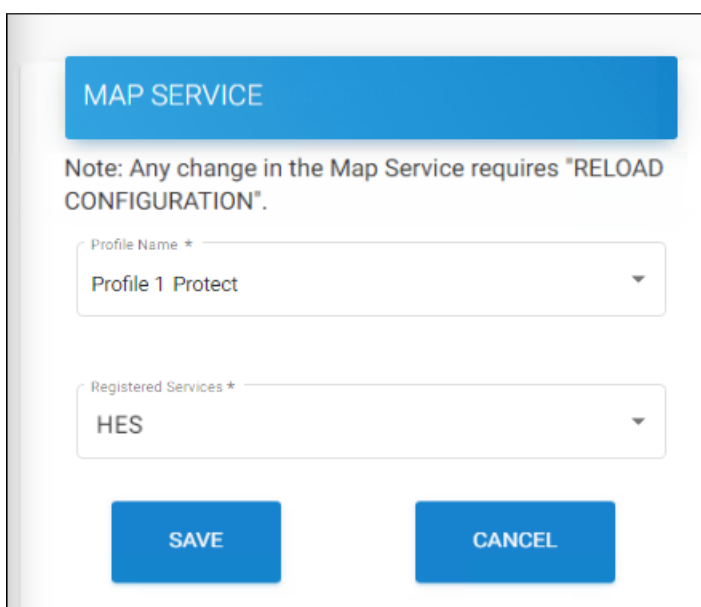 MAP SERVICE
Note: Any change in the Map Service requires "RELOAD
CONFIGURATION".
Profile Name *
Profile 1 Protect
Registered Services *
HES
SAVE
CANCEL